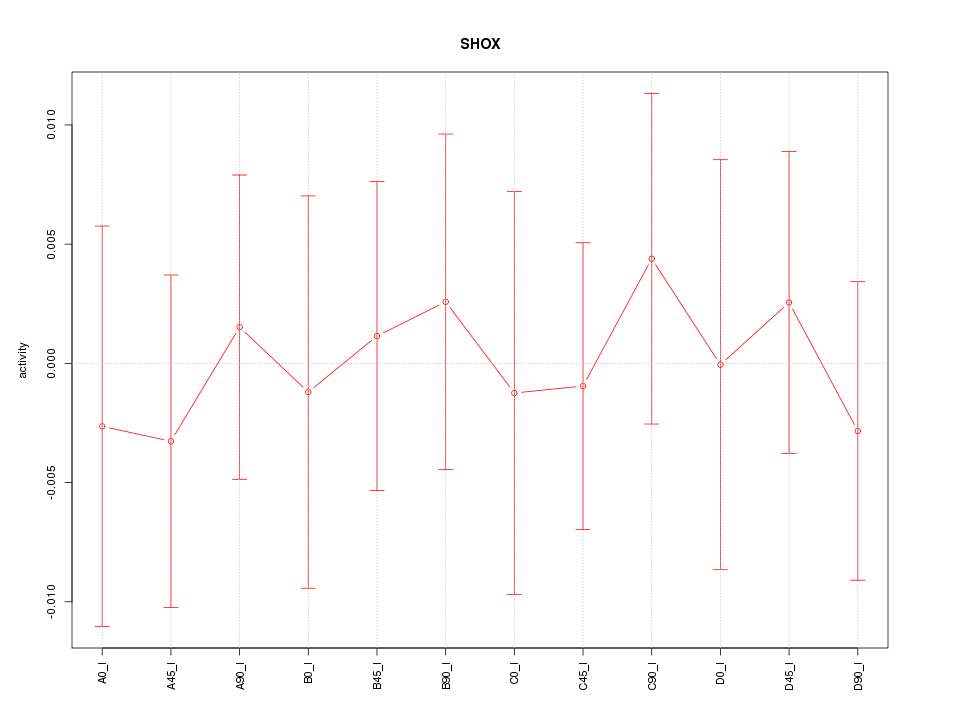 SHOX
activity
0.010
0.005
0.000
-0.005
-0.010
A0_I
A45_I
A90_I
B0_I
B45_I
B90_I
C0_I
C45_I
C90_I
D0_I
D45_I
D90_I